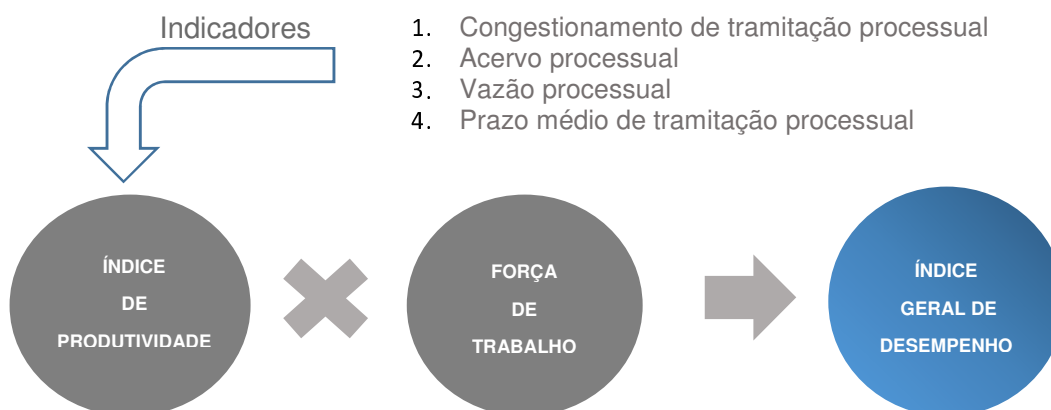 Indicadores
1. Congestionamento de tramitação processual
2. Acervo processual
3. Vazão processual
4. Prazo médio de tramitação processual
ÍNDICE
DE
PRODUTIVIDADE
FORÇA
DE
TRABALHO
ÍNDICE
GERAL DE
DESEMPENHO